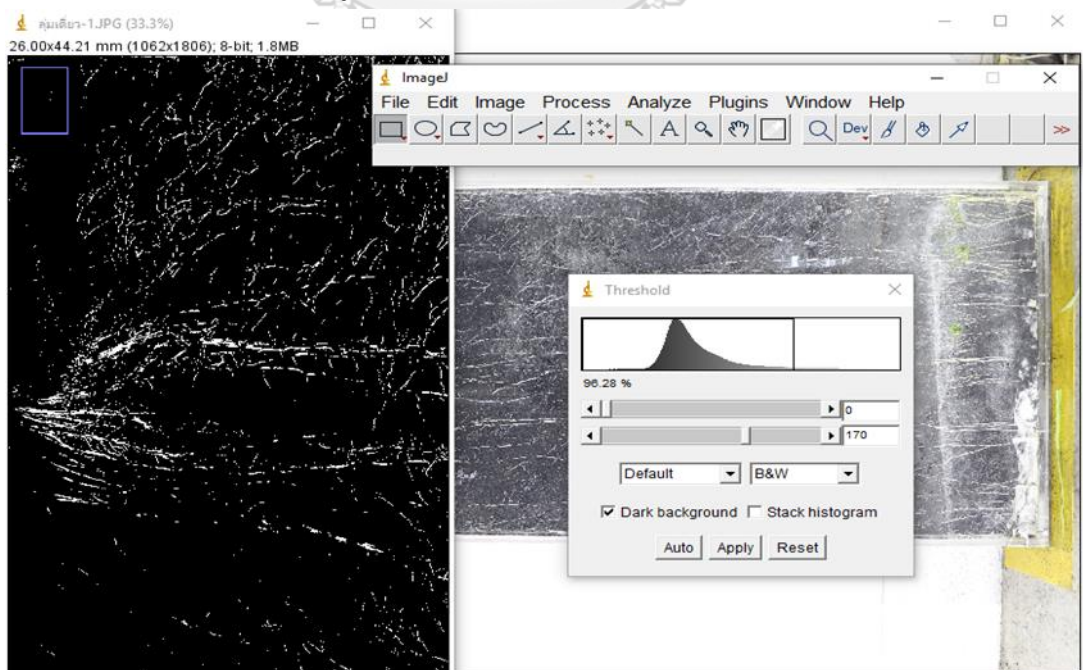 คุ่มเดียว-1.JPG (33.3%)
26.00x44.21 mm (1062x1806); 8-bit; 1.8MB
ImageJ
File Edit Image Process Analyze Plugins Window Help
A Dev >>
Threshold
96.28 %
0
170
Default B&W
Dark background Stack histogram
Auto Apply Reset